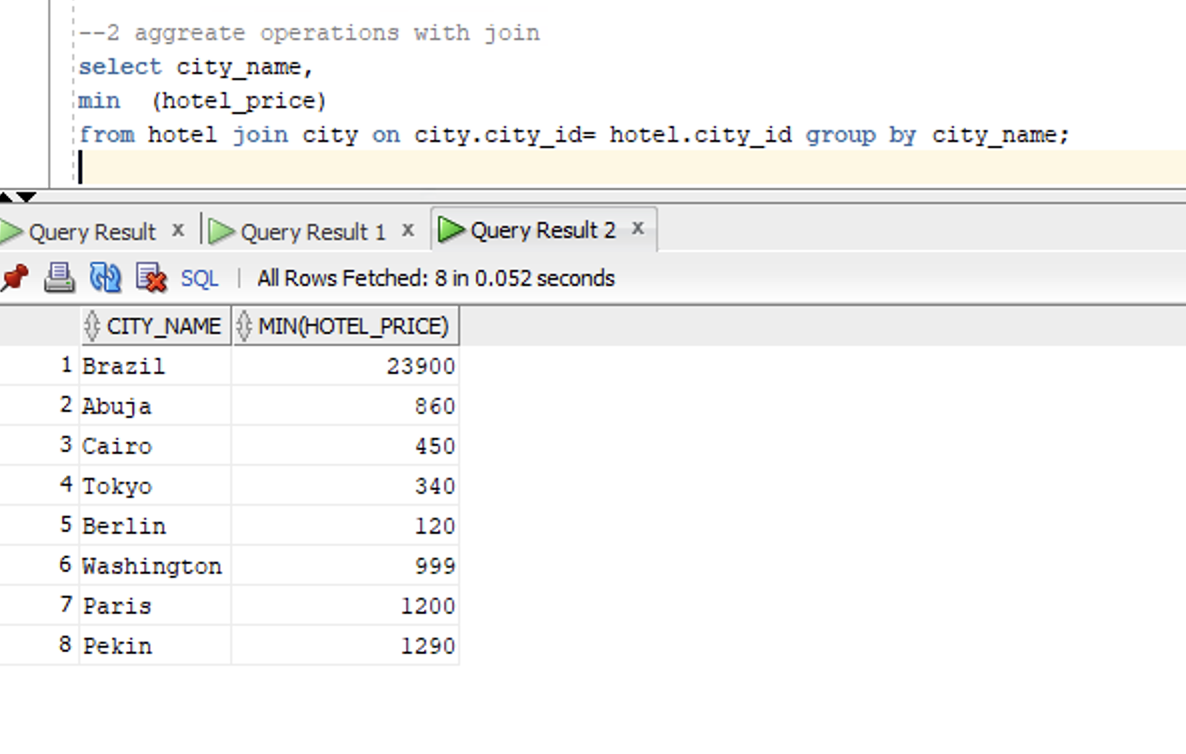 --2 aggreate operations with join
select city_name,
min  (hotel_price)
from hotel join city on city.city_id= hotel.city_id group by city_name;
Query Result x Query Result 1 x Query Result 2 x
SQL | All Rows Fetched: 8 in 0.052 seconds
CITY_NAME MIN(HOTEL_PRICE)
1 Brazil 23900
2 Abuja 860
3 Cairo 450
4 Tokyo 340
5 Berlin 120
6 Washington 999
7 Paris 1200
8 Pekin 1290